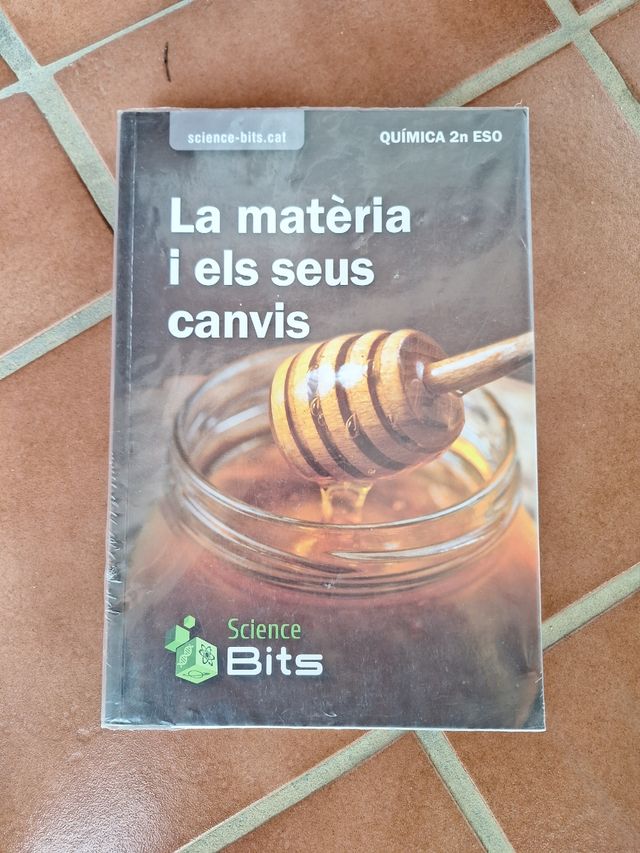 science-bits.cat
QUÍMICA 2n ESO
La matèria
i els seus
canvis
Science
Bits